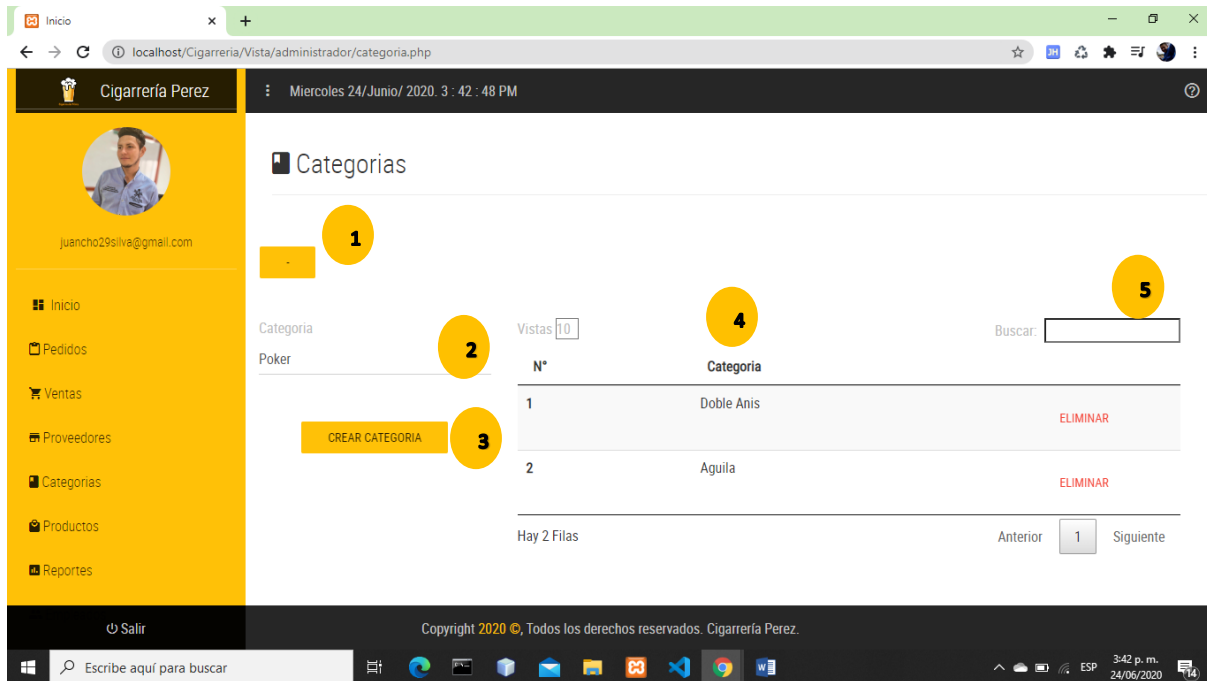 Inicio
localhost/Cigarreria/Vista/administrador/categoria.php
JH
Cigarrería Perez
Miercoles 24/Junio/ 2020. 3 : 42 : 48 PM
Categorias
juancho29silva@gmail.com
1
-
5
Inicio
Categoria
Vistas 10
4
Buscar:
Pedidos
Poker
2
N°
Categoria
Ventas
1
Doble Anis
ELIMINAR
Proveedores
CREAR CATEGORIA
3
2
Aguila
ELIMINAR
Categorias
Productos
Hay 2 Filas
Anterior
1
Siguiente
Reportes
Salir
Copyright 2020 ©, Todos los derechos reservados. Cigarrería Perez.
Escribe aquí para buscar
ESP
3:42 p. m.
24/06/2020
14